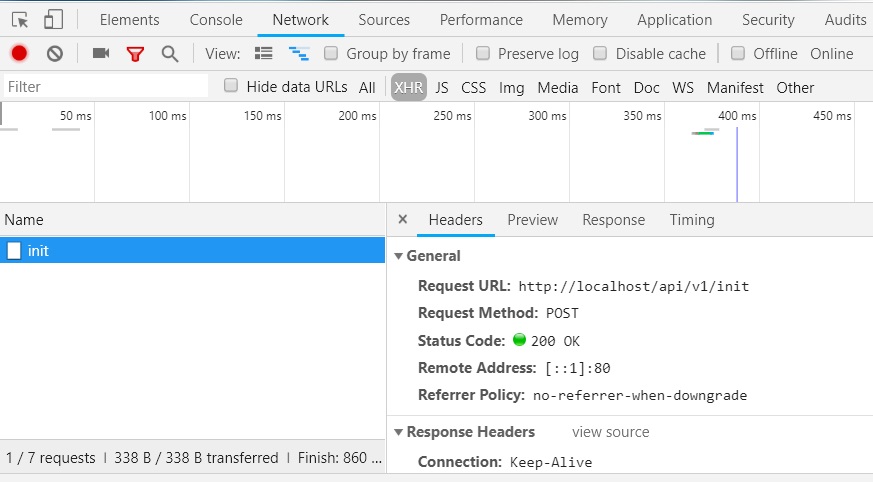 Elements Console Network Sources Performance Memory Application Security Audits
View: Group by frame Preserve log Disable cache Offline Online
Filter Hide data URLs All XHR JS CSS Img Media Font Doc WS Manifest Other
50 ms 100 ms 150 ms 200 ms 250 ms 300 ms 350 ms 400 ms 450 ms
Name × Headers Preview Response Timing
init
General
Request URL: http://localhost/api/v1/init
Request Method: POST
Status Code: 200 OK
Remote Address: [::1]:80
Referrer Policy: no-referrer-when-downgrade
Response Headers view source
Connection: Keep-Alive
1 / 7 requests | 338 B / 338 B transferred | Finish: 860 ...